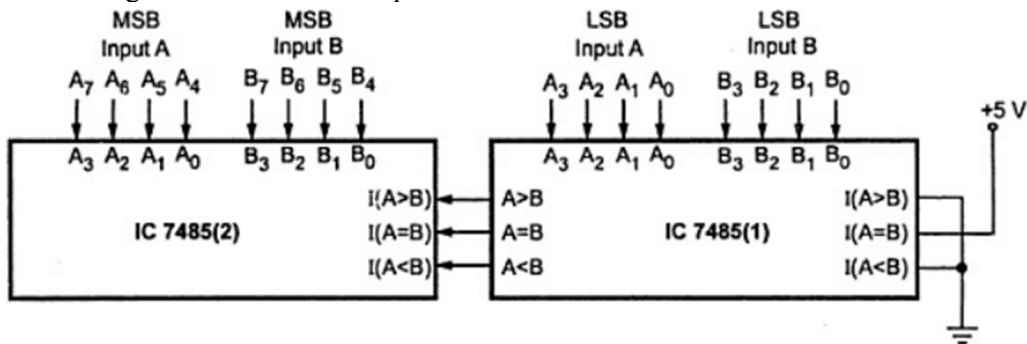 MSB MSB LSB LSB
Input A Input B Input A Input B
A7 A6 A5 A4 B7 B6 B5 B4 A3 A2 A1 A0 B3 B2 B1 B0
+5 V
A3 A2 A1 A0 B3 B2 B1 B0 A3 A2 A1 A0 B3 B2 B1 B0
I(A>B) A>B I(A>B)
IC 7485(2) I(A=B) A=B IC 7485(1) I(A=B)
I(A<B) A<B I(A<B)